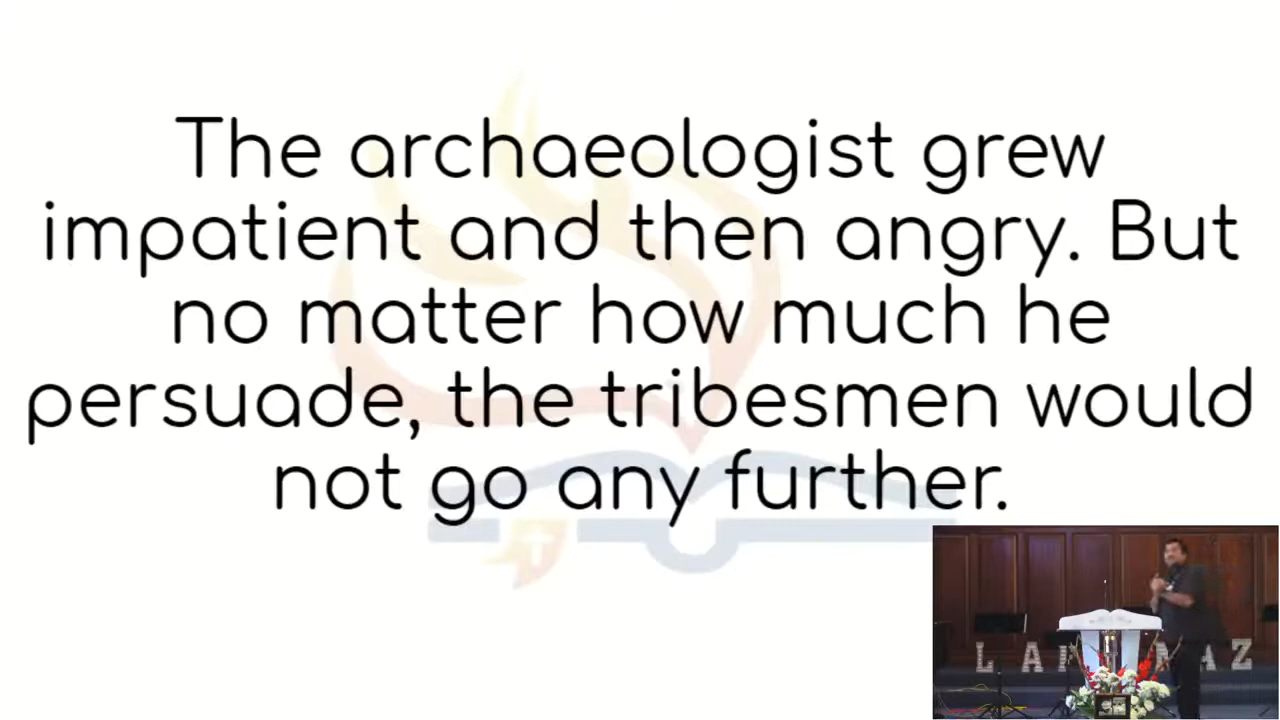 The archaeologist grew
impatient and then angry. But
no matter how much he
persuade, the tribesmen would
not go any further.